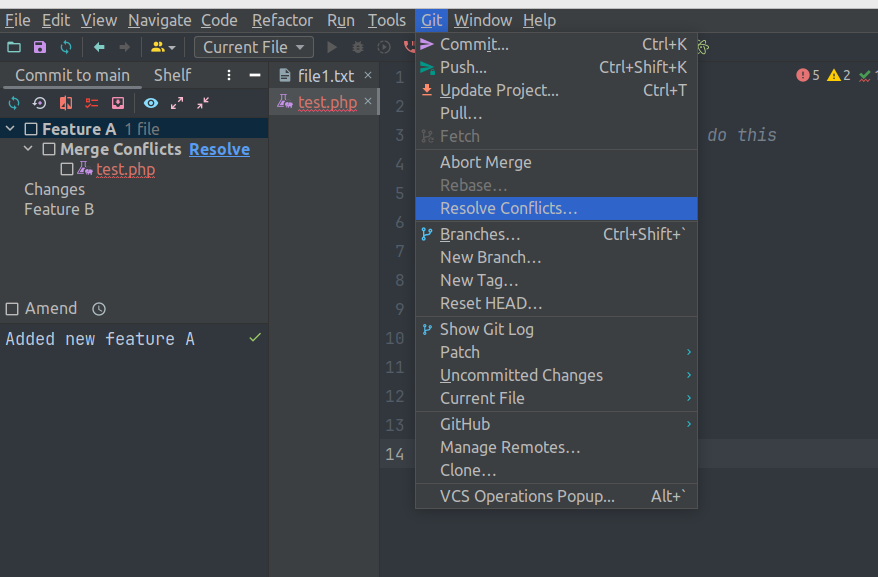 File Edit View Navigate Code Refactor Run Tools Git Window Help
Current File
Commit to main Shelf
file1.txt
test.php
Feature A 1 file
Merge Conflicts Resolve
test.php
Changes
Feature B
Amend
Added new feature A
1
2
3 do this
4
5
6
7
8
9
10
11
12
13
14
5 2 1
Commit... Ctrl+K
Push... Ctrl+Shift+K
Update Project... Ctrl+T
Pull...
Fetch
Abort Merge
Rebase...
Resolve Conflicts...
Branches... Ctrl+Shift+`
New Branch...
New Tag...
Reset HEAD...
Show Git Log
Patch
Uncommitted Changes
Current File
GitHub
Manage Remotes...
Clone...
VCS Operations Popup... Alt+`